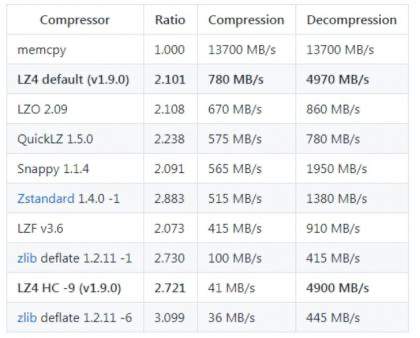 Compressor Ratio Compression Decompression
memcpy 1.000 13700 MB/s 13700 MB/s
LZ4 default (v1.9.0) 2.101 780 MB/s 4970 MB/s
LZO 2.09 2.108 670 MB/s 860 MB/s
QuickLZ 1.5.0 2.238 575 MB/s 780 MB/s
Snappy 1.1.4 2.091 565 MB/s 1950 MB/s
Zstandard 1.4.0 -1 2.883 515 MB/s 1380 MB/s
LZF v3.6 2.073 415 MB/s 910 MB/s
zlib deflate 1.2.11 -1 2.730 100 MB/s 415 MB/s
LZ4 HC -9 (v1.9.0) 2.721 41 MB/s 4900 MB/s
zlib deflate 1.2.11 -6 3.099 36 MB/s 445 MB/s